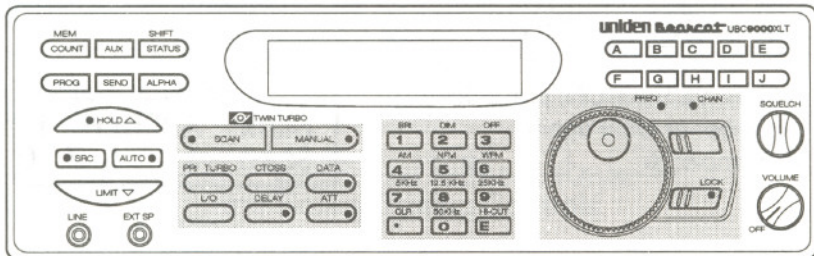 MEM SHIFT
COUNT AUX STATUS
PROG SEND ALPHA
HOLD
SRC AUTO
LIMIT
LINE EXT SP
TWIN TURBO
SCAN MANUAL
PRI TURBO CTCSS DATA
L/O DELAY ATT
BRI DIM OFF
1 2 3
AM NFM WFM
4 5 6
5KHz 12.5 KHz 25KHz
7 8 9
CLR 50KHz HI-CUT
. 0 E
uniden Bearcat UBC9000XLT
A B C D E
F G H I J
FREQ CHAN
LOCK
SQUELCH
VOLUME
OFF